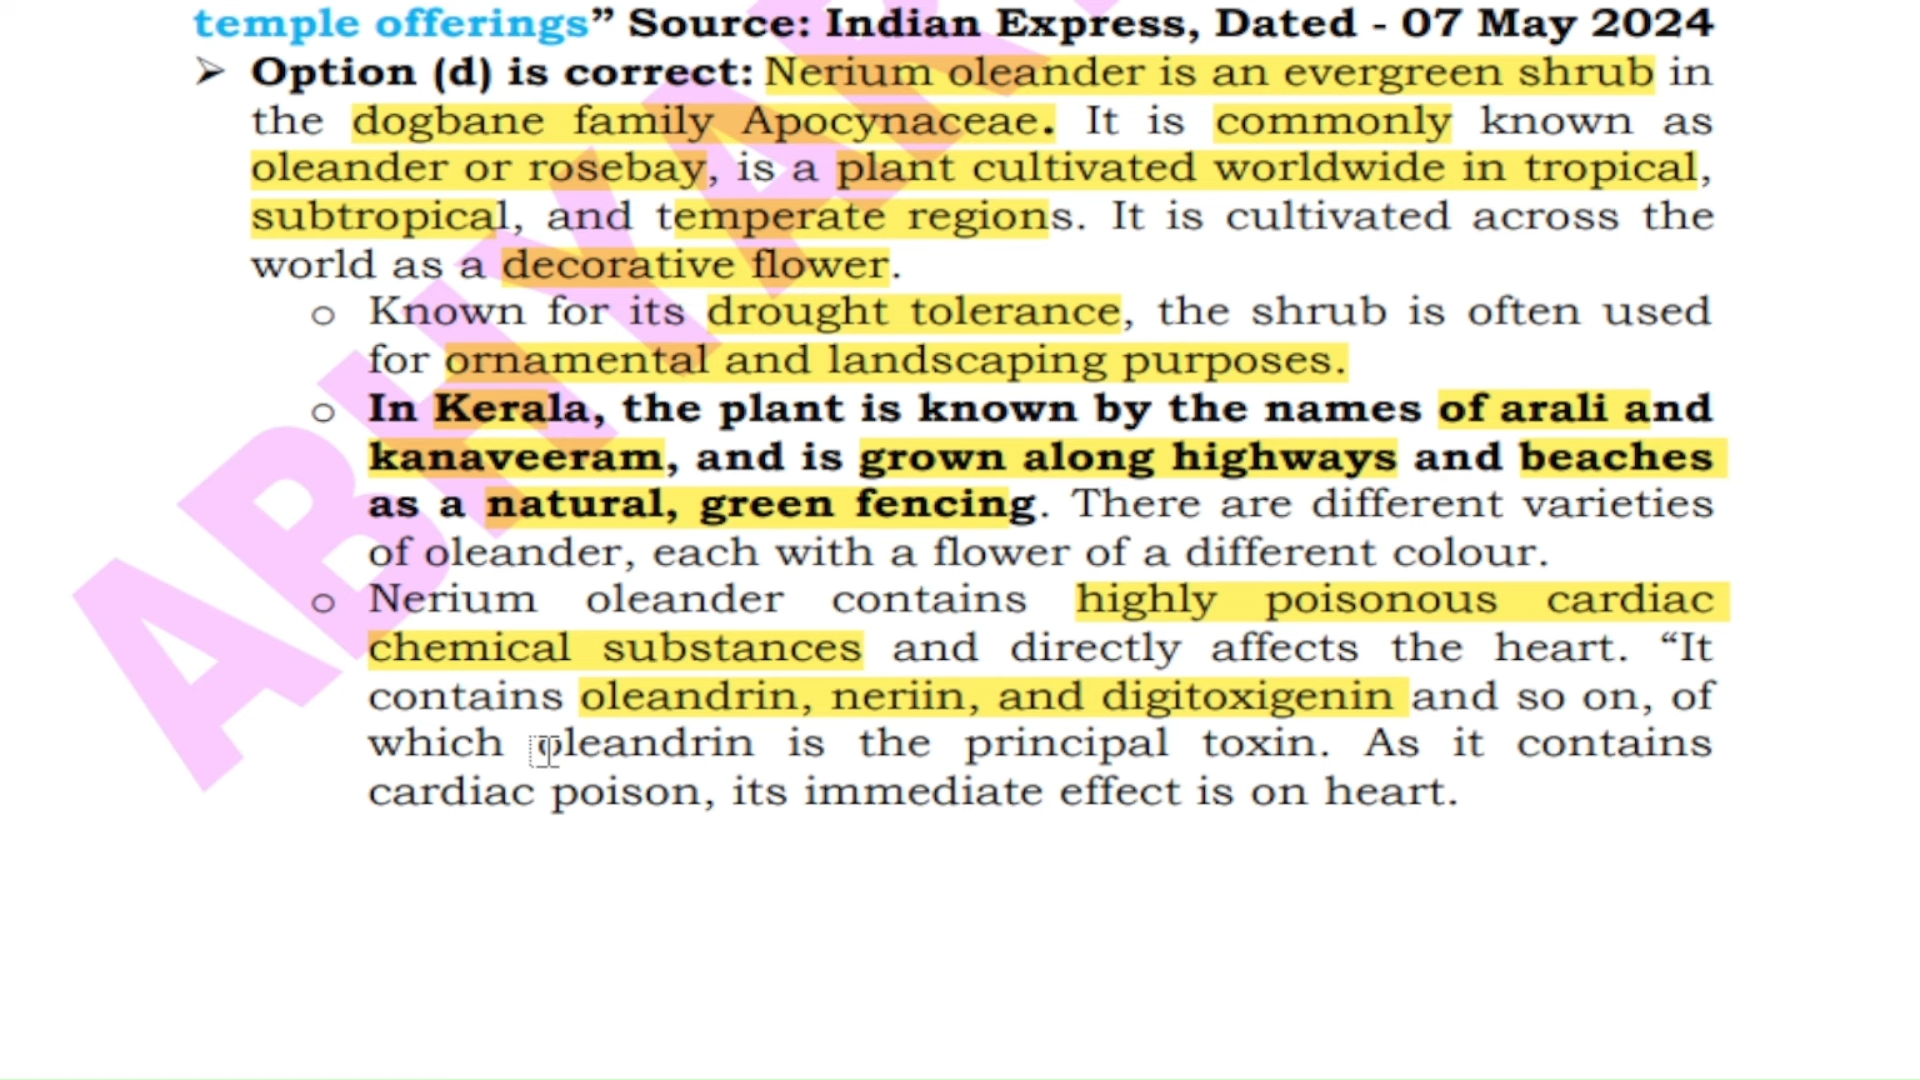 temple offerings” Source: Indian Express, Dated - 07 May 2024
➢ Option (d) is correct: Nerium oleander is an evergreen shrub in
the dogbane family Apocynaceae. It is commonly known as
oleander or rosebay, is a plant cultivated worldwide in tropical,
subtropical, and temperate regions. It is cultivated across the
world as a decorative flower.
o Known for its drought tolerance, the shrub is often used
for ornamental and landscaping purposes.
o In Kerala, the plant is known by the names of arali and
kanaveeram, and is grown along highways and beaches
as a natural, green fencing. There are different varieties
of oleander, each with a flower of a different colour.
o Nerium oleander contains highly poisonous cardiac
chemical substances and directly affects the heart. “It
contains oleandrin, neriin, and digitoxigenin and so on, of
which oleandrin is the principal toxin. As it contains
cardiac poison, its immediate effect is on heart.